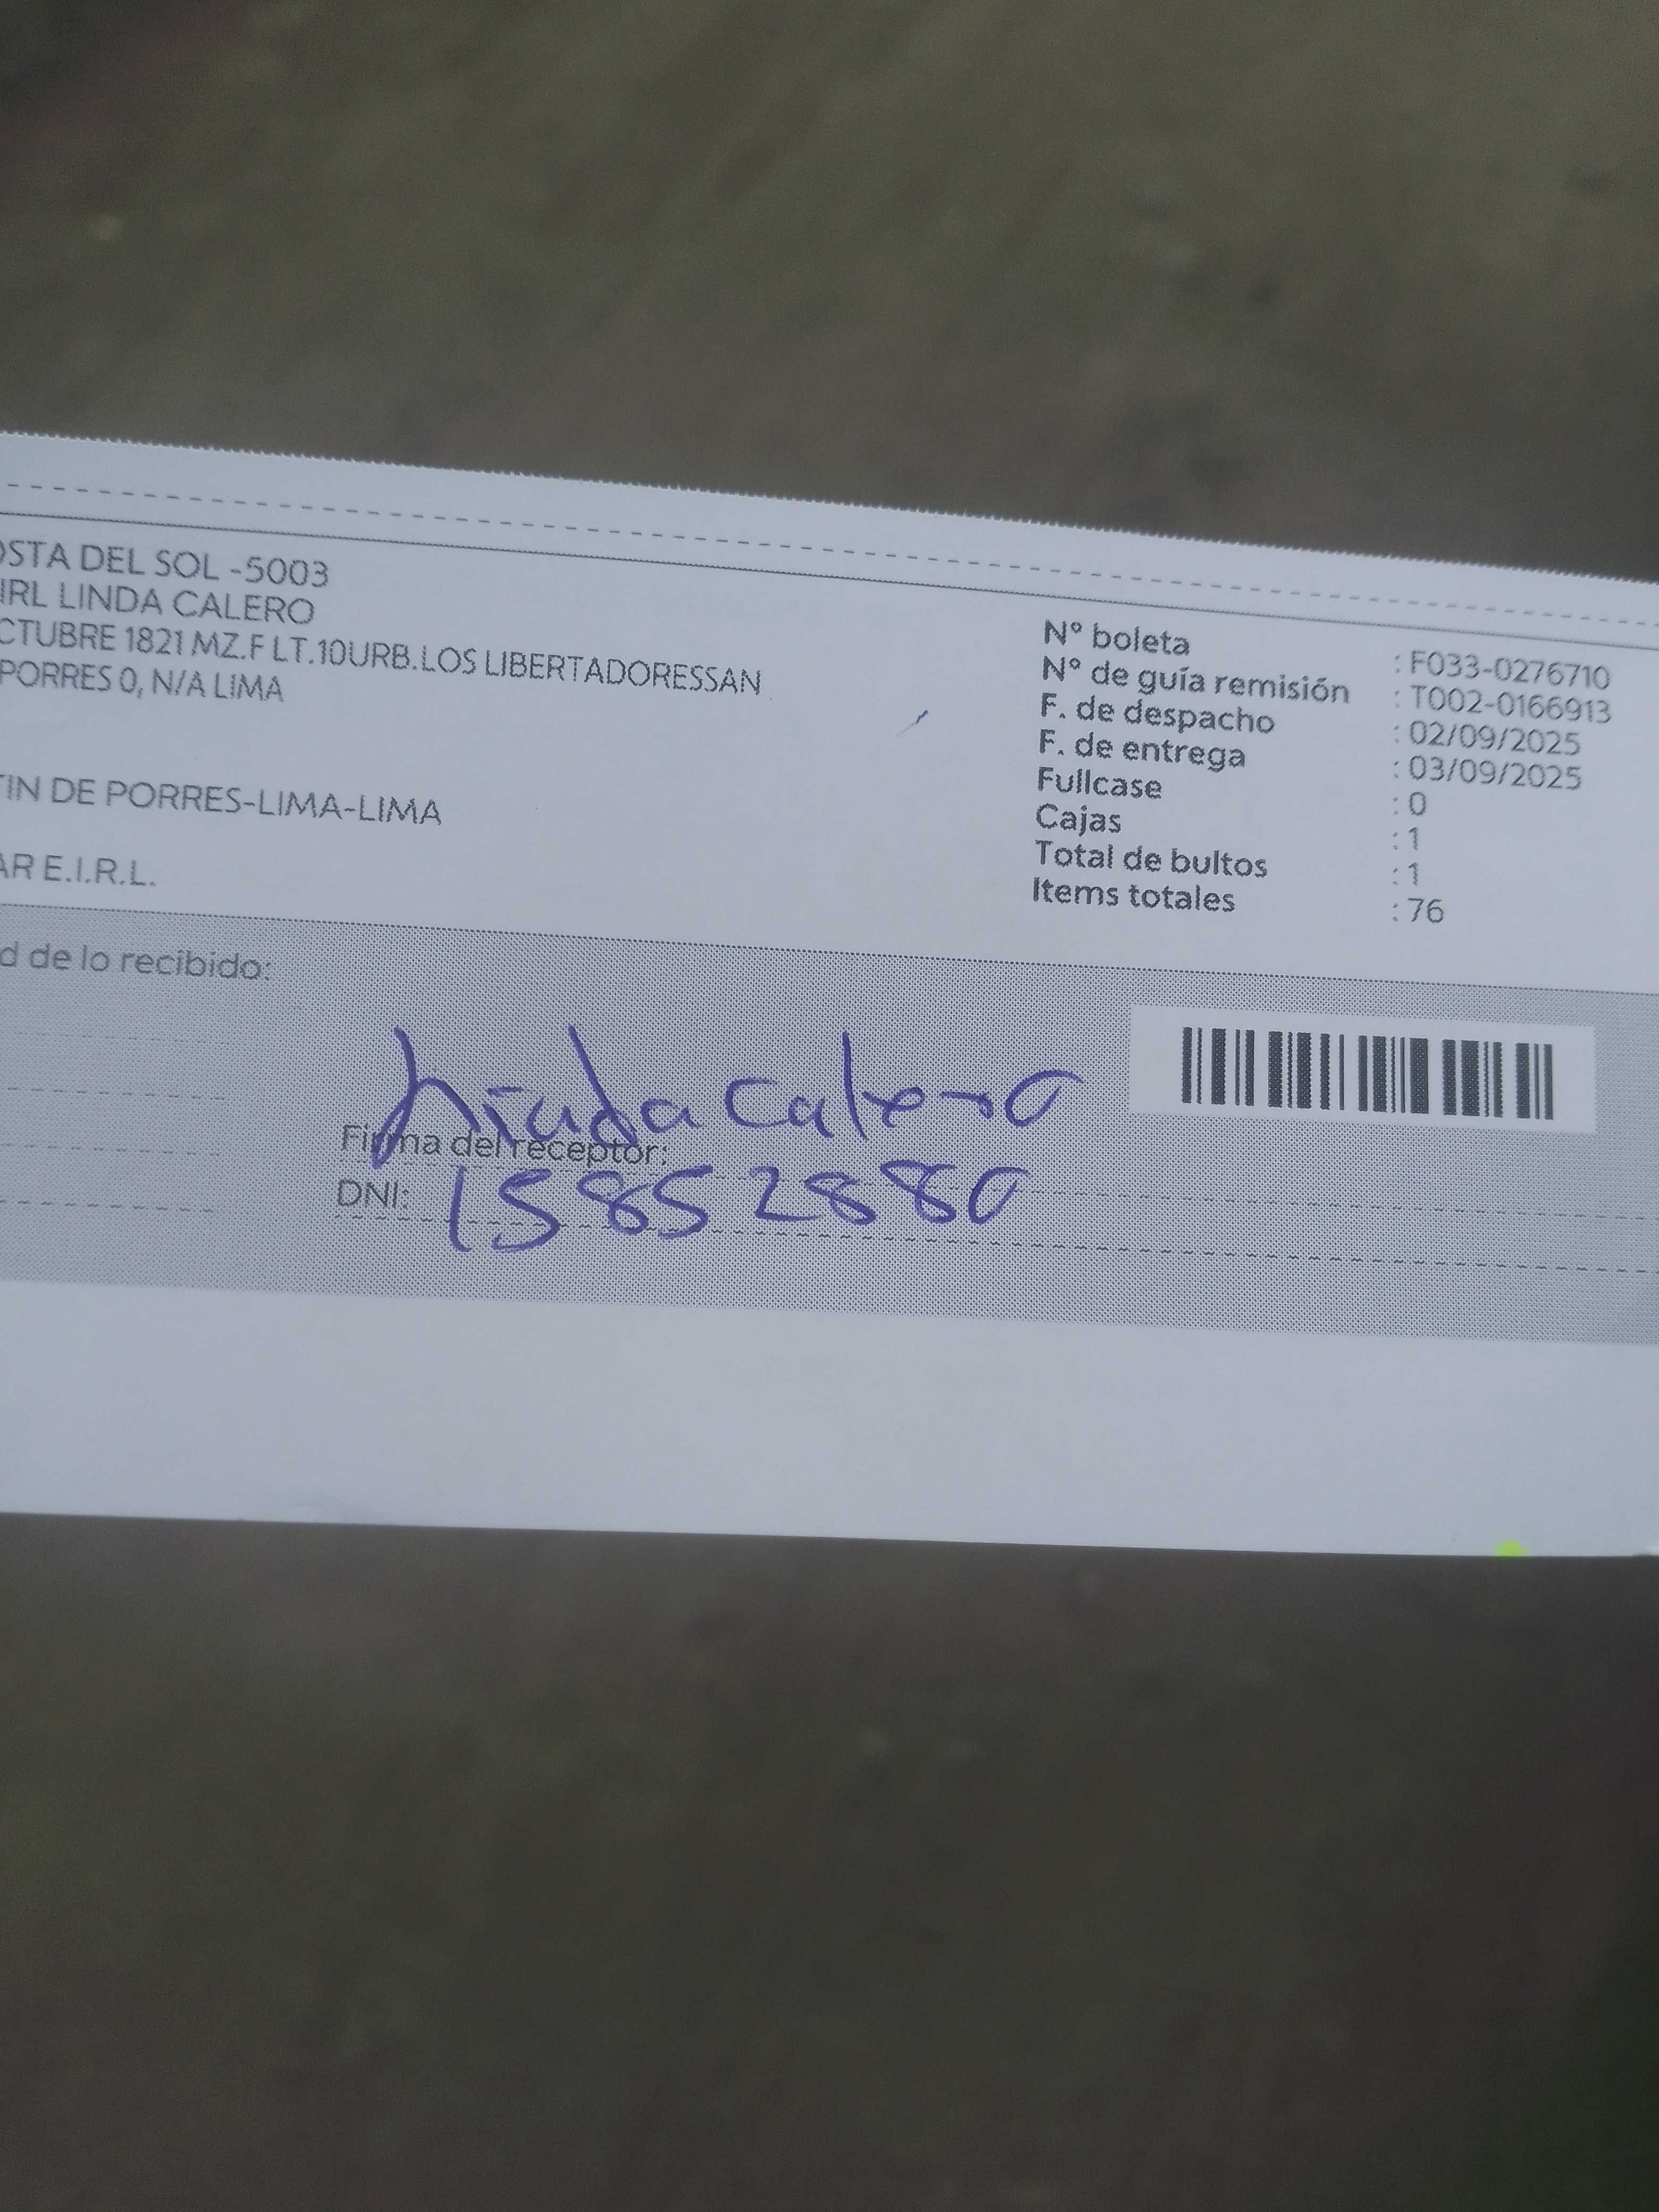 OSTA DEL SOL -5003
IRL LINDA CALERO
CTUBRE 1821 MZ.F LT.10URB.LOS LIBERTADORESSAN
PORRES 0, N/A LIMA
TIN DE PORRES-LIMA-LIMA
AR E.I.R.L.
Nº boleta : F033-0276710
Nº de guía remisión : T002-0166913
F. de despacho : 02/09/2025
F. de entrega : 03/09/2025
Fullcase : 0
Cajas : 1
Total de bultos : 1
Items totales : 76
d de lo recibido:
Linda Calero
Firma del receptor:
DNI: 15852880